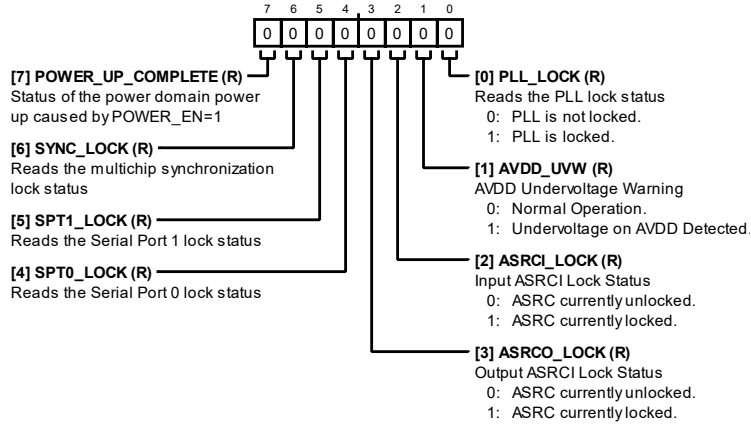 7 6 5 4 3 2 1 0
0 0 0 0 0 0 0 0
[7] POWER_UP_COMPLETE (R)
Status of the power domain power
up caused by POWER_EN=1
[6] SYNC_LOCK (R)
Reads the multichip synchronization
lock status
[5] SPT1_LOCK (R)
Reads the Serial Port 1 lock status
[4] SPT0_LOCK (R)
Reads the Serial Port 0 lock status
[0] PLL_LOCK (R)
Reads the PLL lock status
0: PLL is not locked.
1: PLL is locked.
[1] AVDD_UVW (R)
AVDD Undervoltage Warning
0: Normal Operation.
1: Undervoltage on AVDD Detected.
[2] ASRCI_LOCK (R)
Input ASRCI Lock Status
0: ASRC currently unlocked.
1: ASRC currently locked.
[3] ASRCO_LOCK (R)
Output ASRCI Lock Status
0: ASRC currently unlocked.
1: ASRC currently locked.